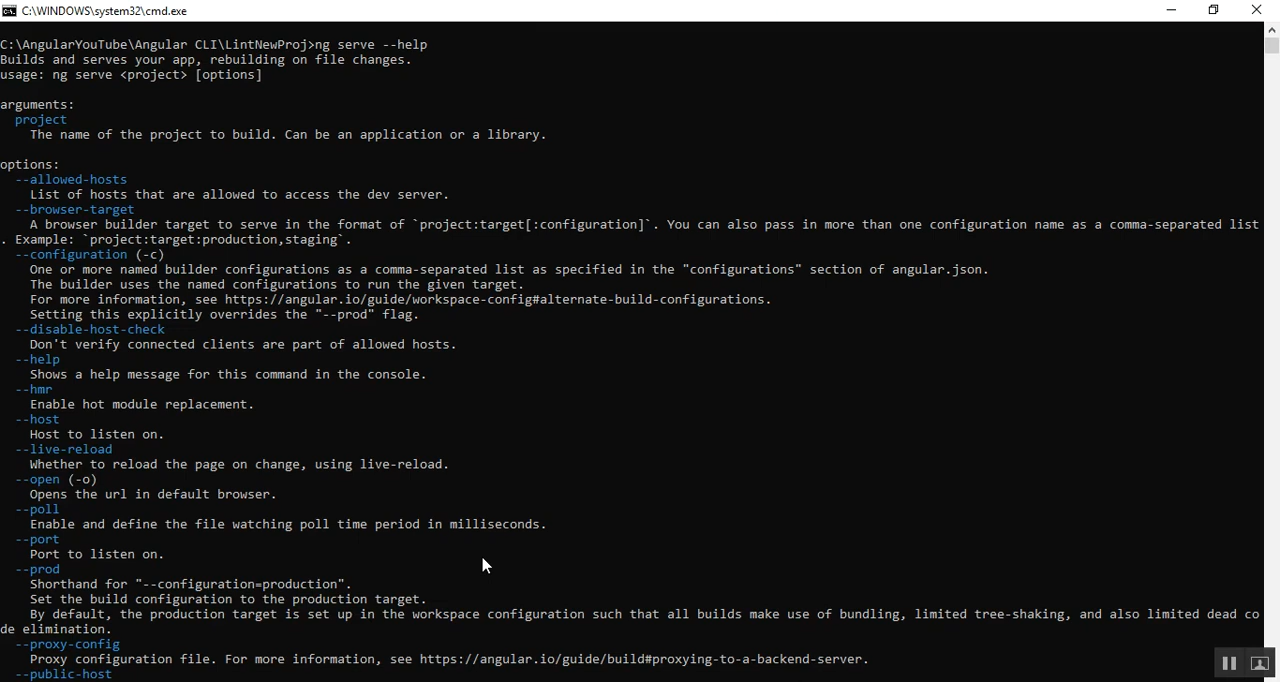 C:\WINDOWS\system32\cmd.exe
C:\AngularYouTube\Angular CLI\LintNewProj>ng serve --help
Builds and serves your app, rebuilding on file changes.
usage: ng serve <project> [options]
arguments:
project
The name of the project to build. Can be an application or a library.
options:
--allowed-hosts
List of hosts that are allowed to access the dev server.
--browser-target
A browser builder target to serve in the format of `project:target[:configuration]`. You can also pass in more than one configuration name as a comma-separated list
. Example: `project:target:production,staging`.
--configuration (-c)
One or more named builder configurations as a comma-separated list as specified in the "configurations" section of angular.json.
The builder uses the named configurations to run the given target.
For more information, see https://angular.io/guide/workspace-config#alternate-build-configurations.
Setting this explicitly overrides the "--prod" flag.
--disable-host-check
Don't verify connected clients are part of allowed hosts.
--help
Shows a help message for this command in the console.
--hmr
Enable hot module replacement.
--host
Host to listen on.
--live-reload
Whether to reload the page on change, using live-reload.
--open (-o)
Opens the url in default browser.
--poll
Enable and define the file watching poll time period in milliseconds.
--port
Port to listen on.
--prod
Shorthand for "--configuration=production".
Set the build configuration to the production target.
By default, the production target is set up in the workspace configuration such that all builds make use of bundling, limited tree-shaking, and also limited dead co
de elimination.
--proxy-config
Proxy configuration file. For more information, see https://angular.io/guide/build#proxying-to-a-backend-server.
--public-host